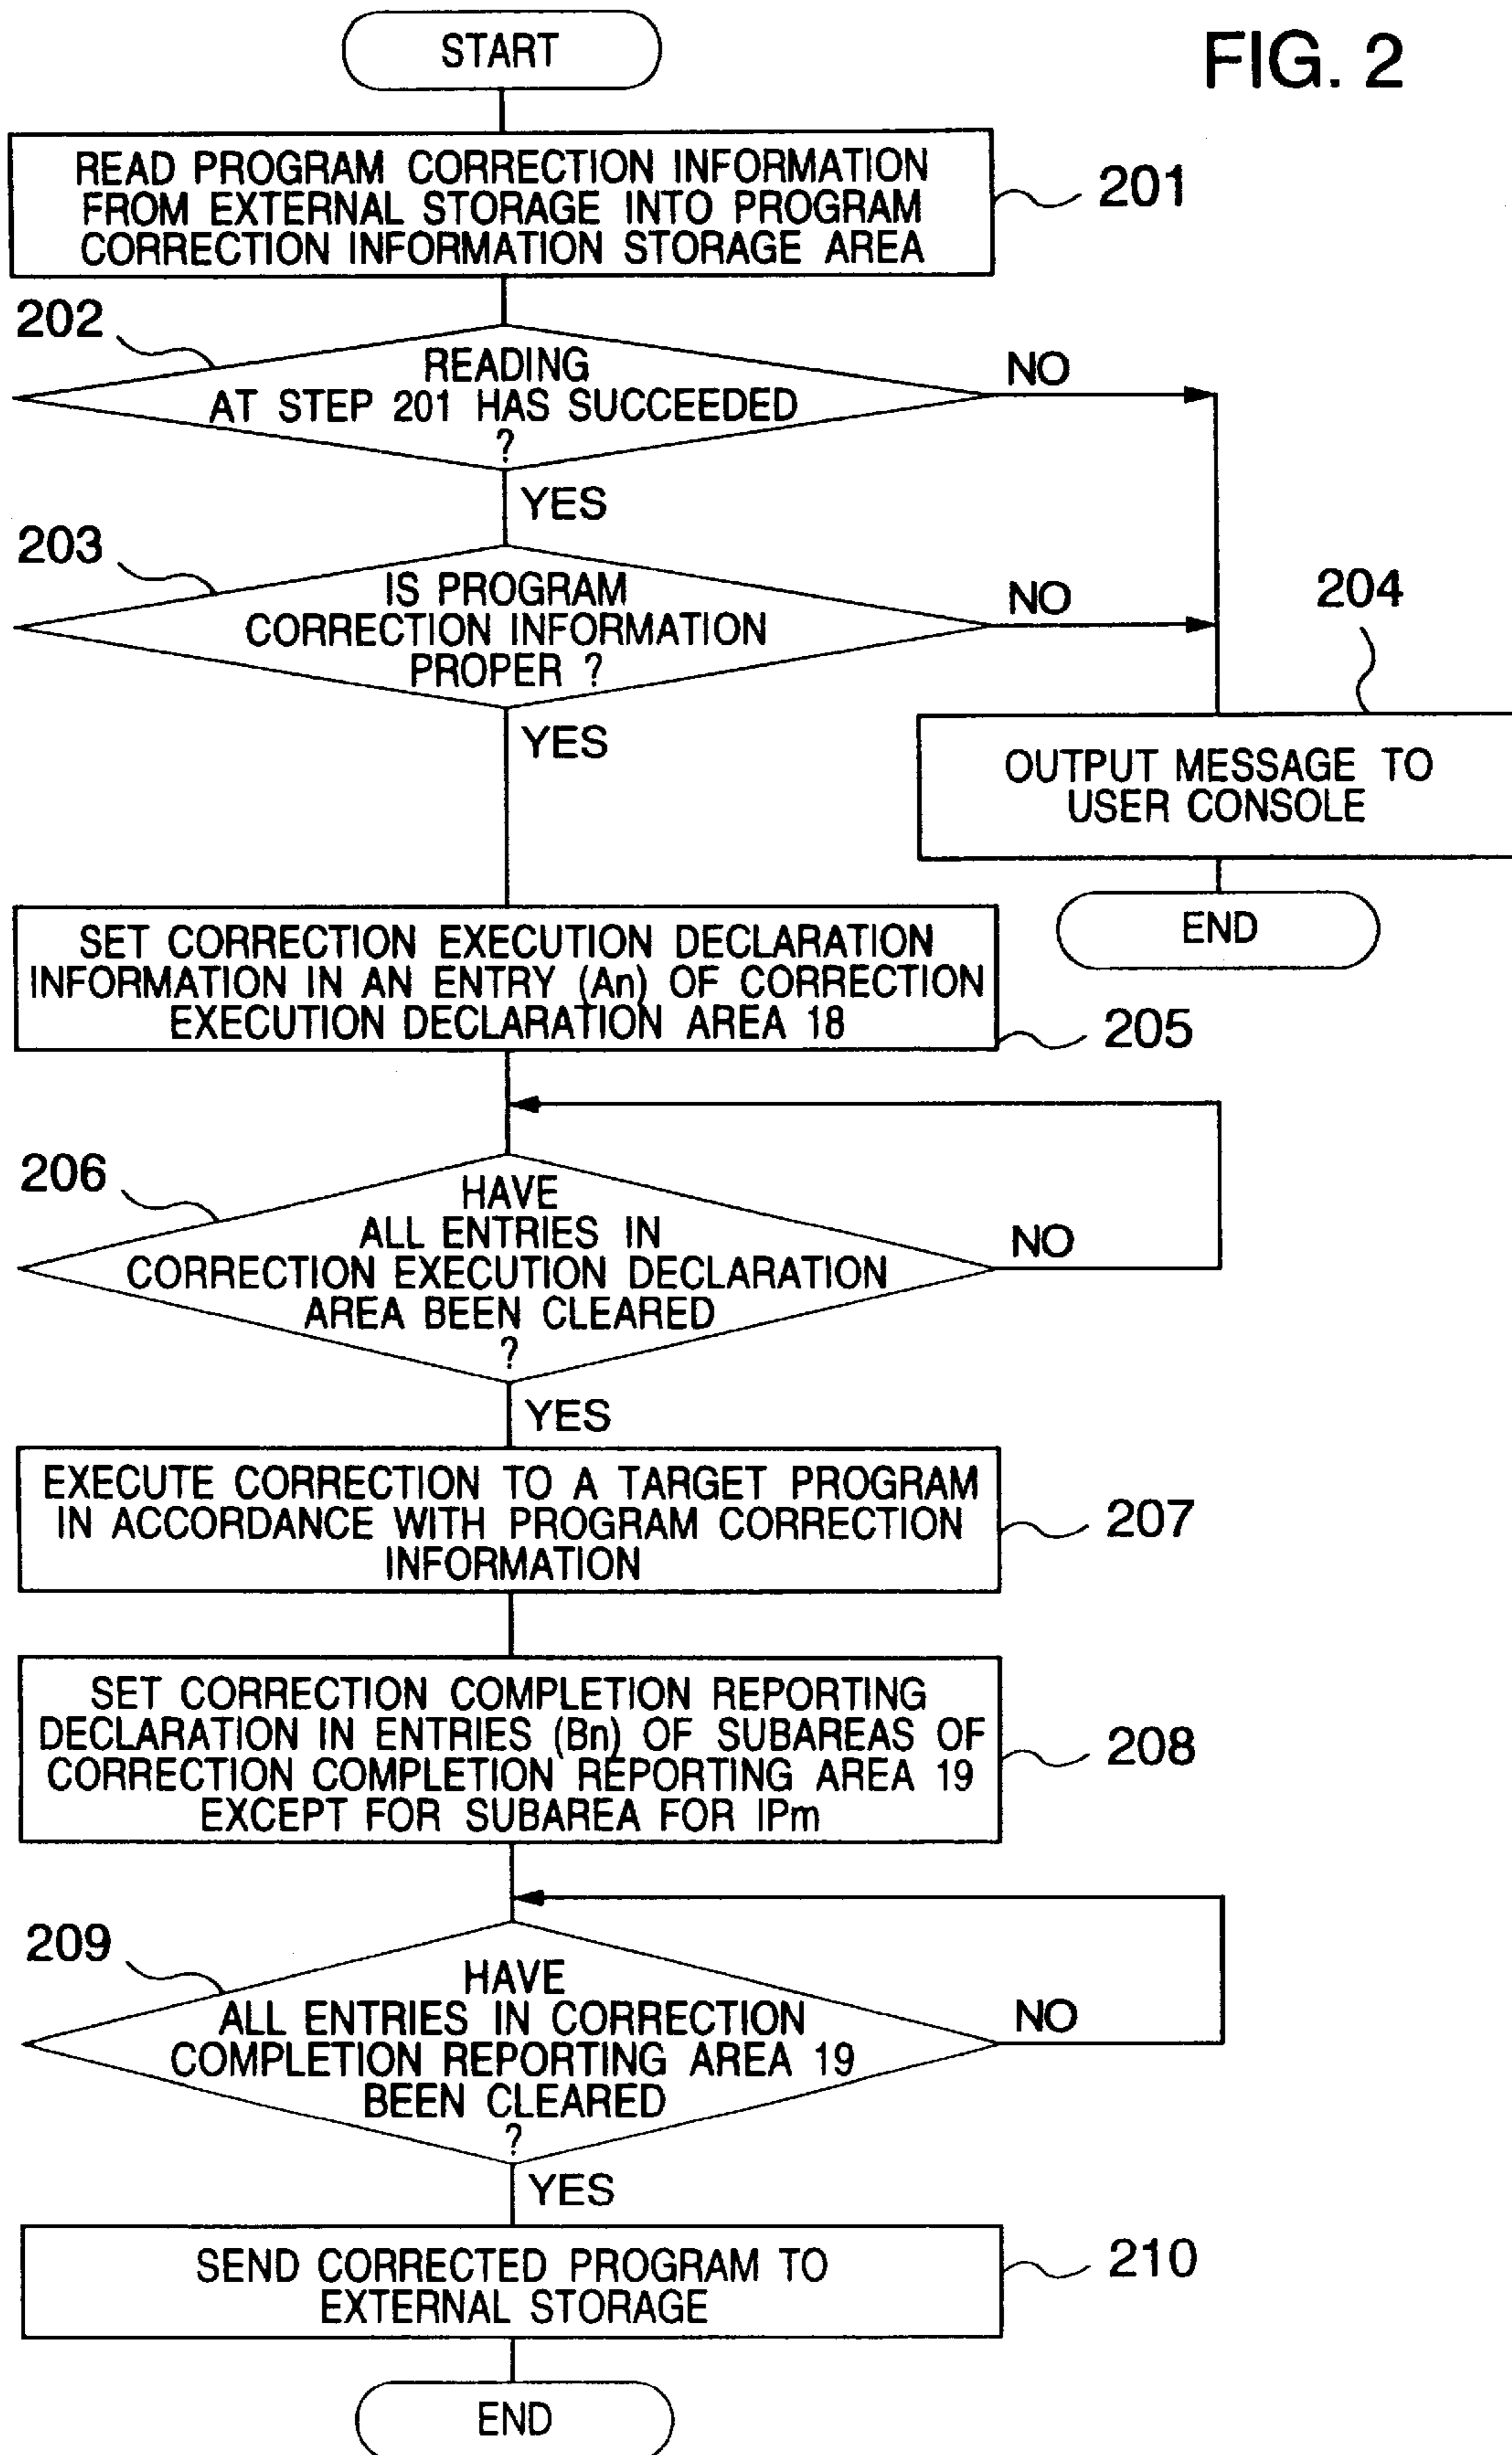 FIG. 2
START
READ PROGRAM CORRECTION INFORMATION
FROM EXTERNAL STORAGE INTO PROGRAM
CORRECTION INFORMATION STORAGE AREA
201
202
READING
AT STEP 201 HAS SUCCEEDED
?
NO
YES
203
IS PROGRAM
CORRECTION INFORMATION
PROPER ?
NO
YES
204
OUTPUT MESSAGE TO
USER CONSOLE
END
SET CORRECTION EXECUTION DECLARATION
INFORMATION IN AN ENTRY (An) OF CORRECTION
EXECUTION DECLARATION AREA 18
205
206
HAVE
ALL ENTRIES IN
CORRECTION EXECUTION DECLARATION
AREA BEEN CLEARED
?
NO
YES
EXECUTE CORRECTION TO A TARGET PROGRAM
IN ACCORDANCE WITH PROGRAM CORRECTION
INFORMATION
207
SET CORRECTION COMPLETION REPORTING
DECLARATION IN ENTRIES (Bn) OF SUBAREAS OF
CORRECTION COMPLETION REPORTING AREA 19
EXCEPT FOR SUBAREA FOR IPm
208
209
HAVE
ALL ENTRIES IN CORRECTION
COMPLETION REPORTING AREA 19
BEEN CLEARED
?
NO
YES
SEND CORRECTED PROGRAM TO
EXTERNAL STORAGE
210
END